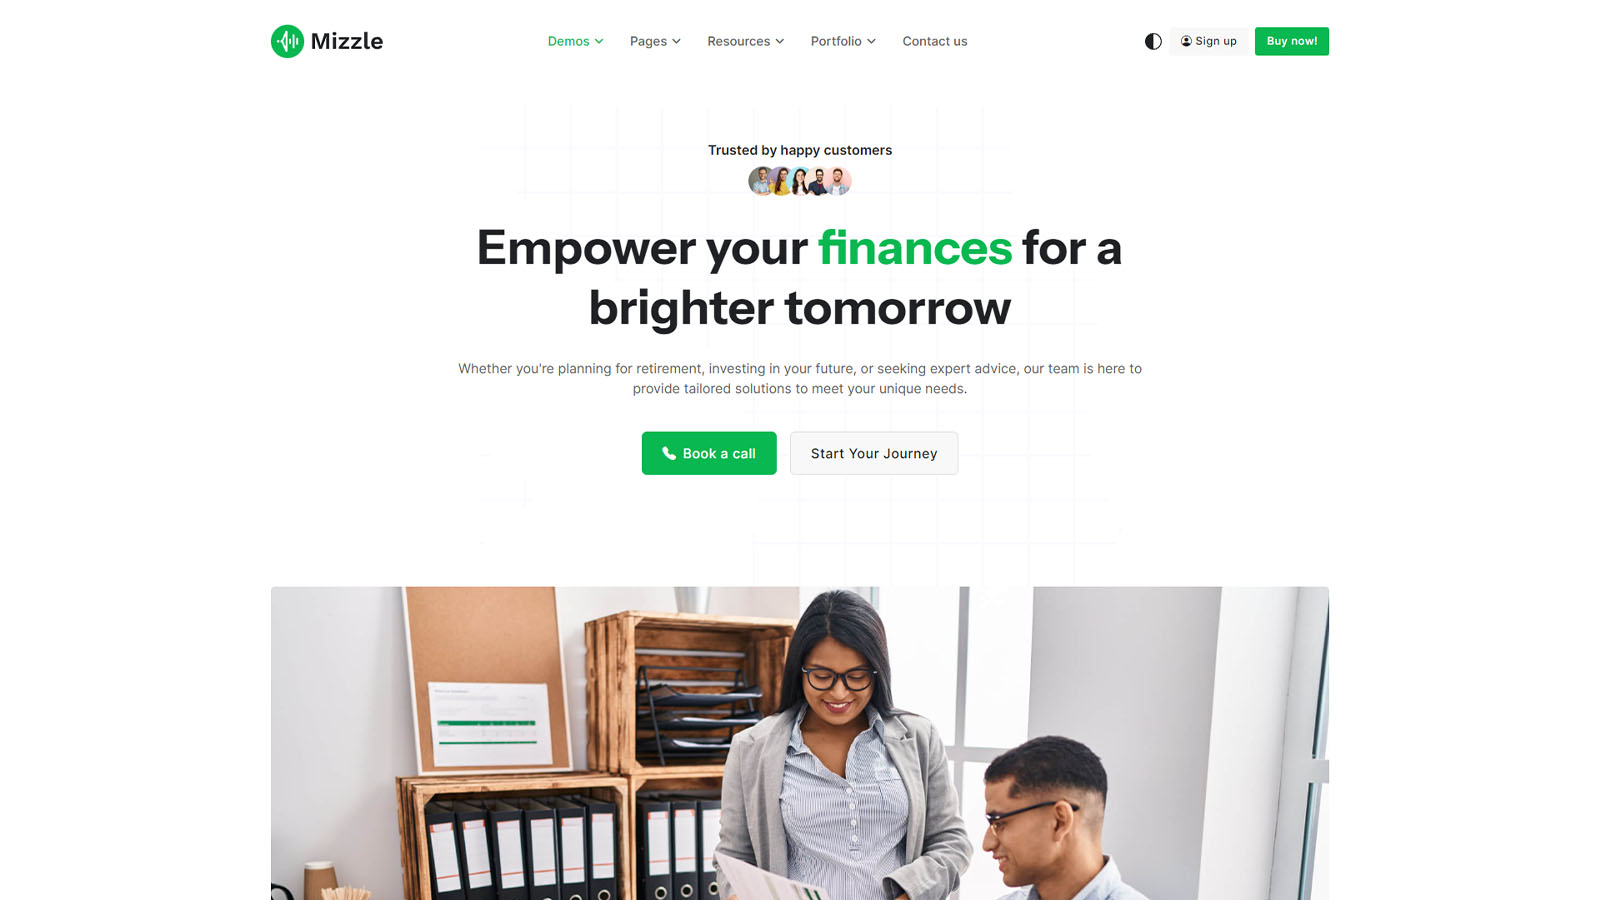 Mizzle
Demos
Pages
Resources
Portfolio
Contact us
Sign up
Buy now!
Trusted by happy customers
Empower your finances for a
brighter tomorrow
Whether you're planning for retirement, investing in your future, or seeking expert advice, our team is here to
provide tailored solutions to meet your unique needs.
Book a call
Start Your Journey